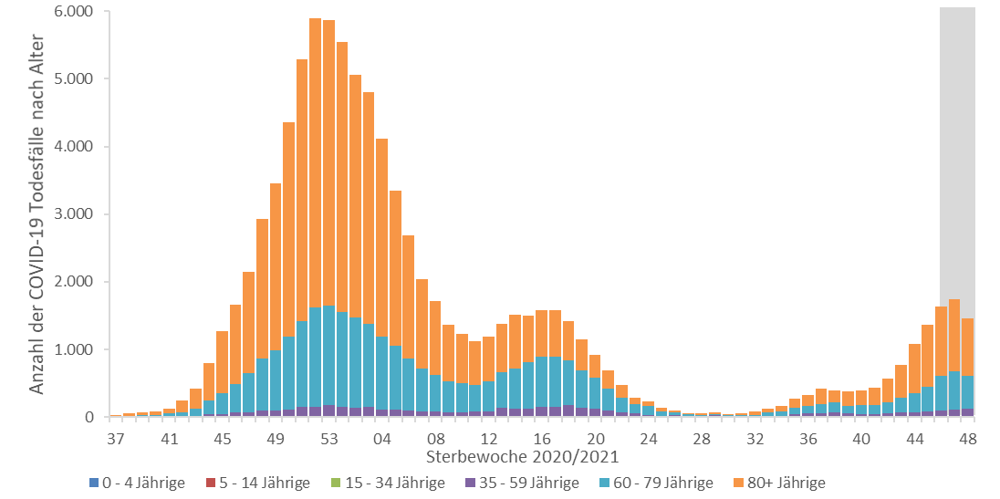 Anzahl der COVID-19 Todesfälle nach Alter
6.000
5.000
4.000
3.000
2.000
1.000
0
37 41 45 49 53 04 08 12 16 20 24 28 32 36 40 44 48
Sterbewoche 2020/2021
0 - 4 Jährige 5 - 14 Jährige 15 - 34 Jährige 35 - 59 Jährige 60 - 79 Jährige 80+ Jährige